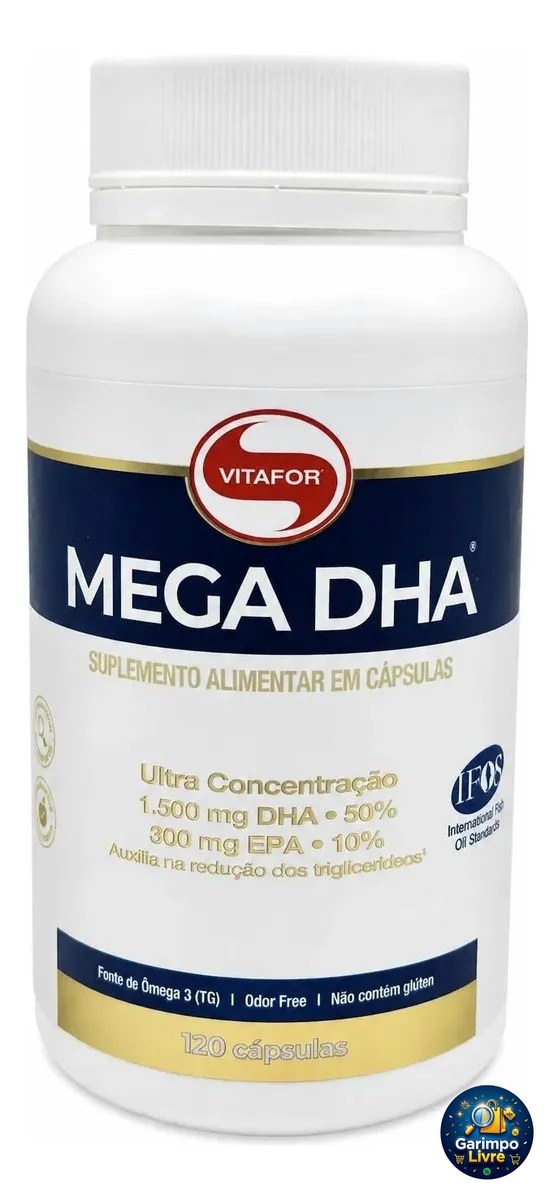 VITAFOR®
MEGA DHA®
SUPLEMENTO ALIMENTAR EM CÁPSULAS
Ultra Concentração
1.500 mg DHA • 50%
300 mg EPA • 10%
Auxilia na redução dos triglicerídeos¹
IFOS
International Fish
Oil Standards
Fonte de Ômega 3 (TG) | Odor Free | Não contém glúten
120 cápsulas
Garimpo
Livre